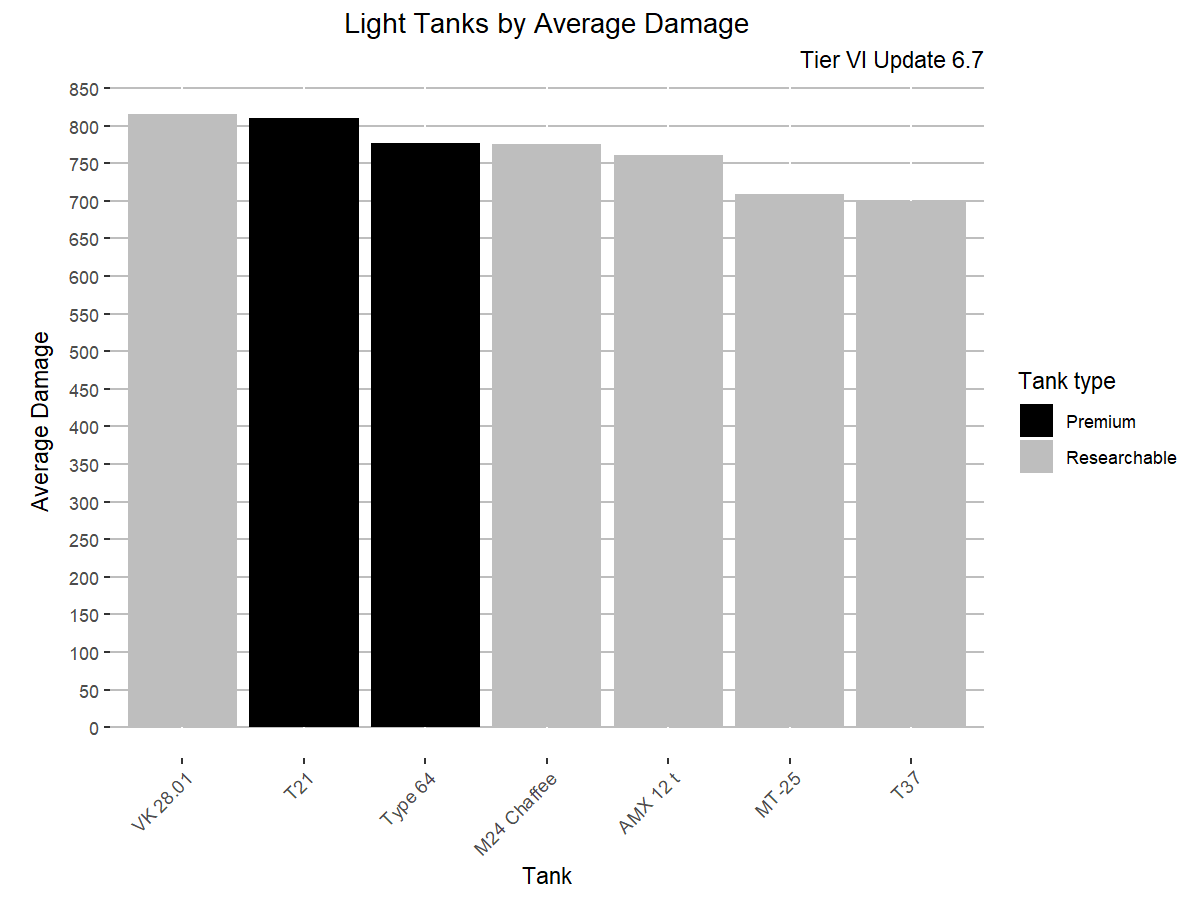 Light Tanks by Average Damage
Tier VI Update 6.7
850
800
750
700
650
600
550
500
450
400
350
300
250
200
150
100
50
0
Average Damage
VK 28.01
T21
Type 64
M24 Chaffee
AMX 12 t
MT-25
T37
Tank
Tank type
Premium
Researchable